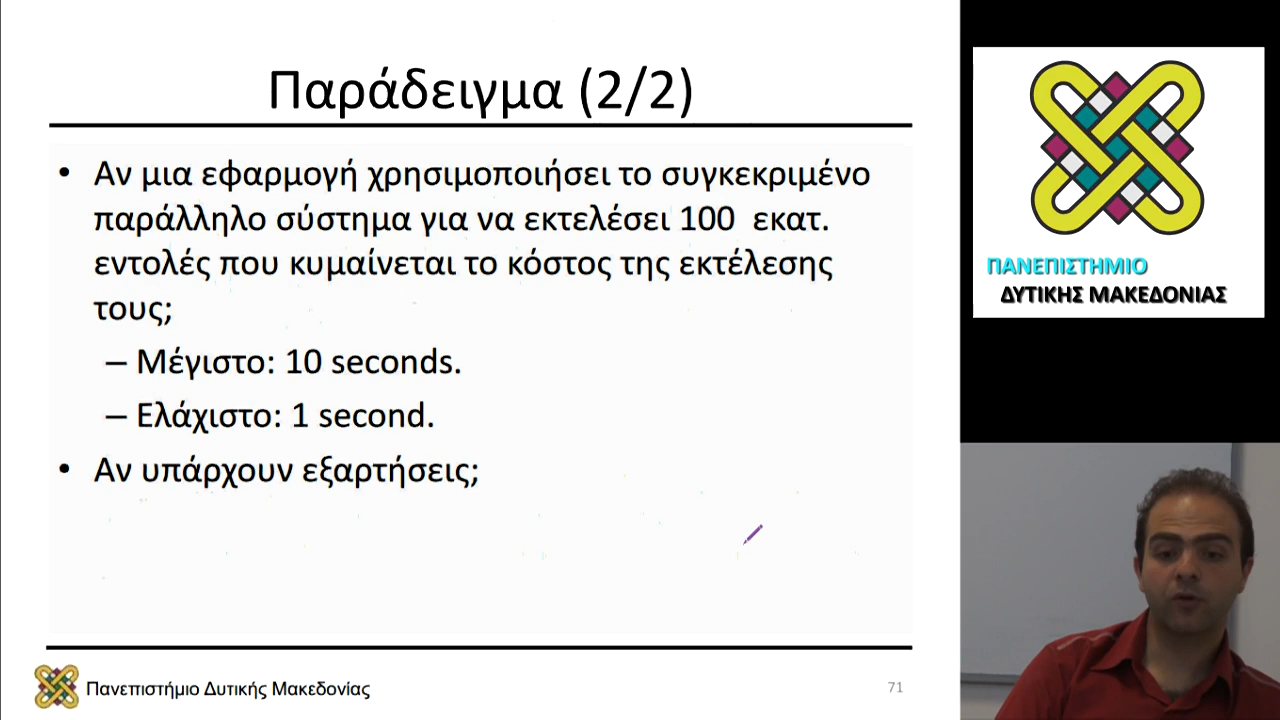 Παράδειγμα (2/2)
• Αν μια εφαρμογή χρησιμοποιήσει το συγκεκριμένο
παράλληλο σύστημα για να εκτελέσει 100 εκατ.
εντολές που κυμαίνεται το κόστος της εκτέλεσης
τους;
– Μέγιστο: 10 seconds.
– Ελάχιστο: 1 second.
• Αν υπάρχουν εξαρτήσεις;
Πανεπιστήμιο Δυτικής Μακεδονίας
71
ΠΑΝΕΠΙΣΤΗΜΙΟ
ΔΥΤΙΚΗΣ ΜΑΚΕΔΟΝΙΑΣ